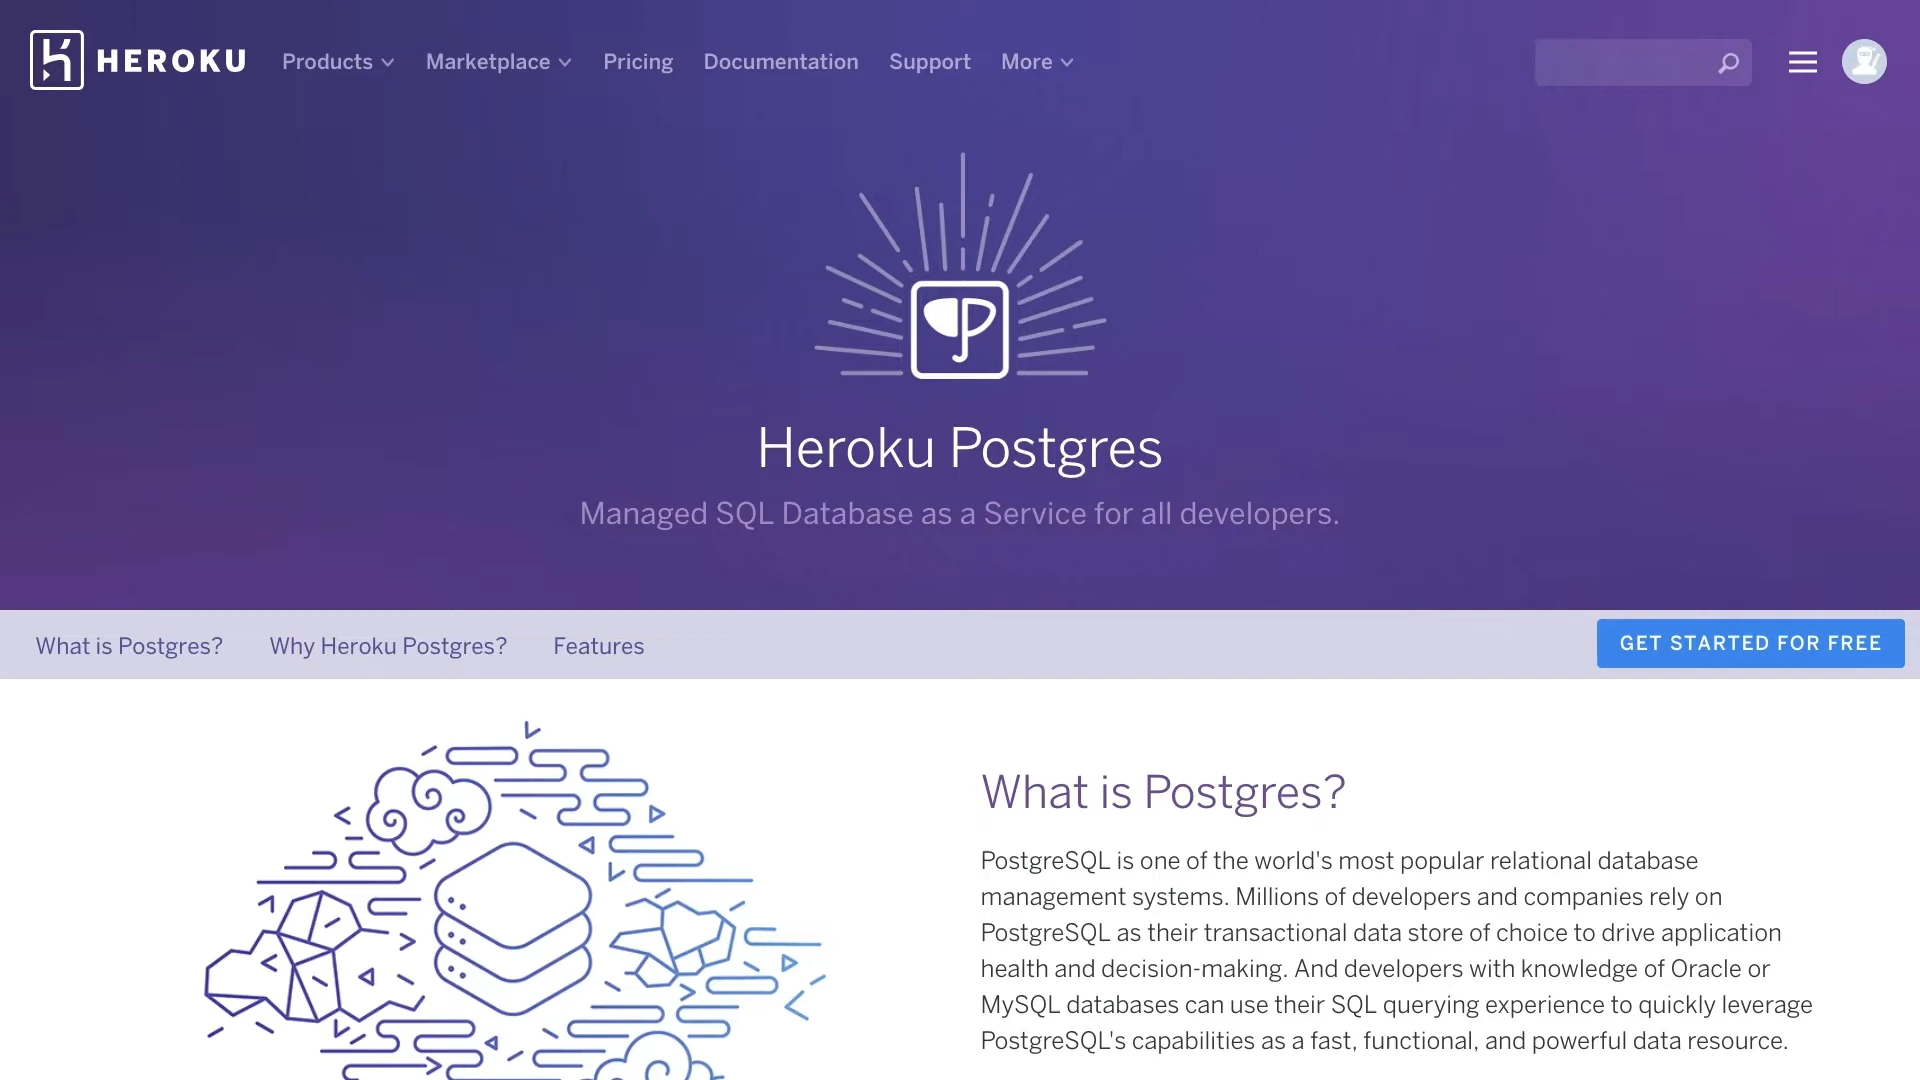 HEROKU
Products
Marketplace
Pricing
Documentation
Support
More
Heroku Postgres
Managed SQL Database as a Service for all developers.
What is Postgres?
Why Heroku Postgres?
Features
GET STARTED FOR FREE
What is Postgres?
PostgreSQL is one of the world's most popular relational database
management systems. Millions of developers and companies rely on
PostgreSQL as their transactional data store of choice to drive application
health and decision-making. And developers with knowledge of Oracle or
MySQL databases can use their SQL querying experience to quickly leverage
PostgreSQL's capabilities as a fast, functional, and powerful data resource.